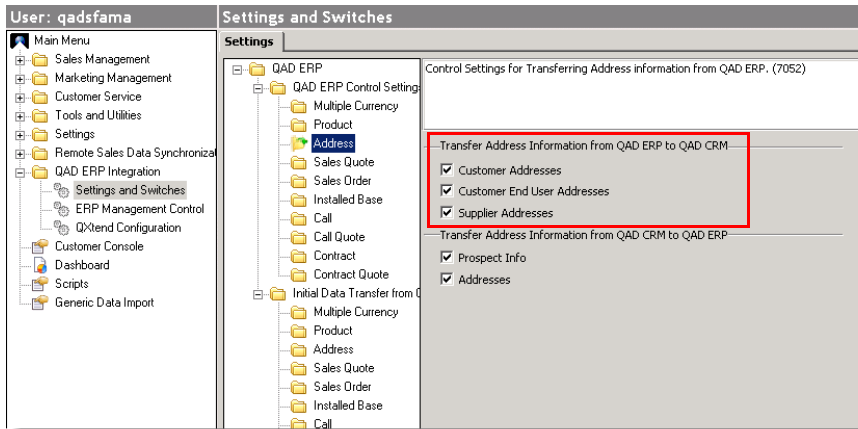 User: qadsfama
Settings and Switches
Main Menu
Sales Management
Marketing Management
Customer Service
Tools and Utilities
Settings
Remote Sales Data Synchronizat
QAD ERP Integration
Settings and Switches
ERP Management Control
QXtend Configuration
Customer Console
Dashboard
Scripts
Generic Data Import
Settings
QAD ERP
QAD ERP Control Setting
Multiple Currency
Product
Address
Sales Quote
Sales Order
Installed Base
Call
Call Quote
Contract
Contract Quote
Initial Data Transfer from
Multiple Currency
Product
Address
Sales Quote
Sales Order
Installed Base
Call
Control Settings for Transferring Address information from QAD ERP. (7052)
Transfer Address Information from QAD ERP to QAD CRM
Customer Addresses
Customer End User Addresses
Supplier Addresses
Transfer Address Information from QAD CRM to QAD ERP
Prospect Info
Addresses